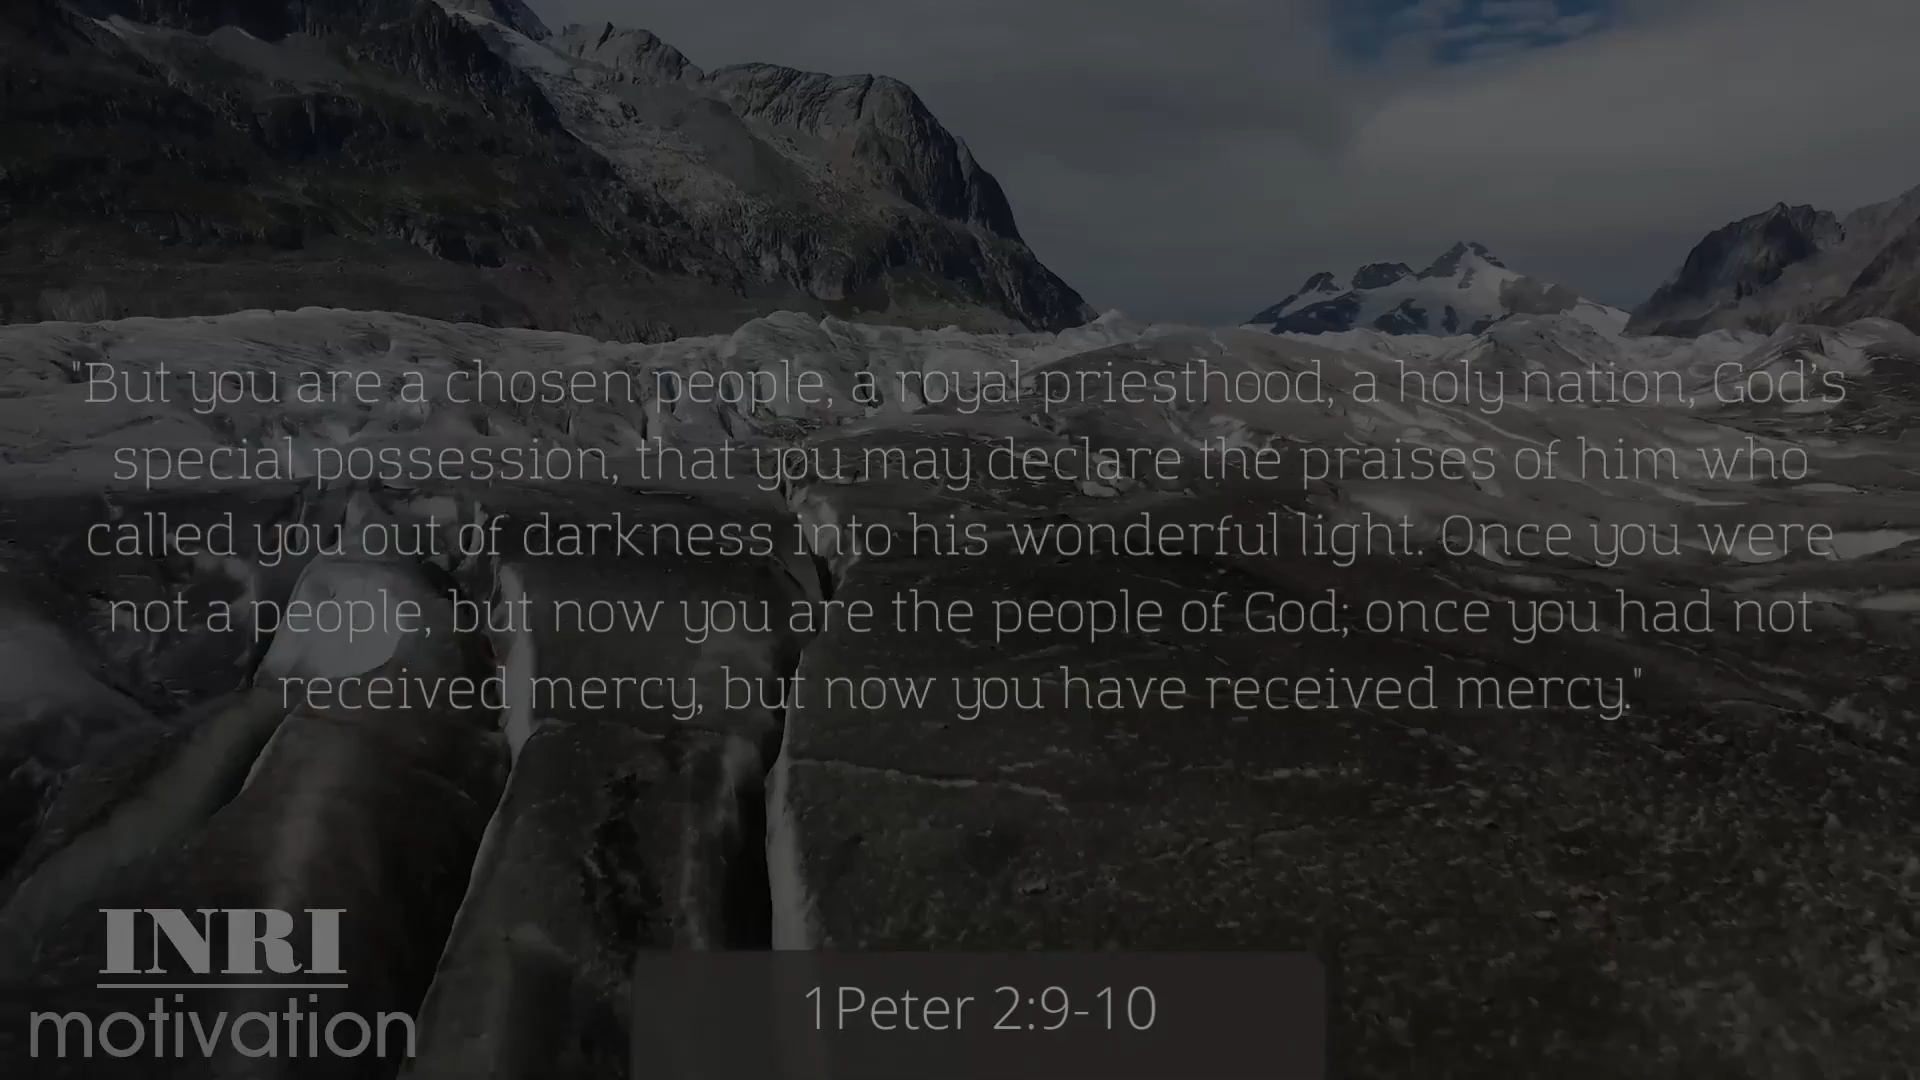 "But you are a chosen people, a royal priesthood, a holy nation, God's
special possession, that you may declare the praises of him who
called you out of darkness into his wonderful light. Once you were
not a people, but now you are the people of God; once you had not
received mercy, but now you have received mercy."
INRI
motivation
1Peter 2:9-10